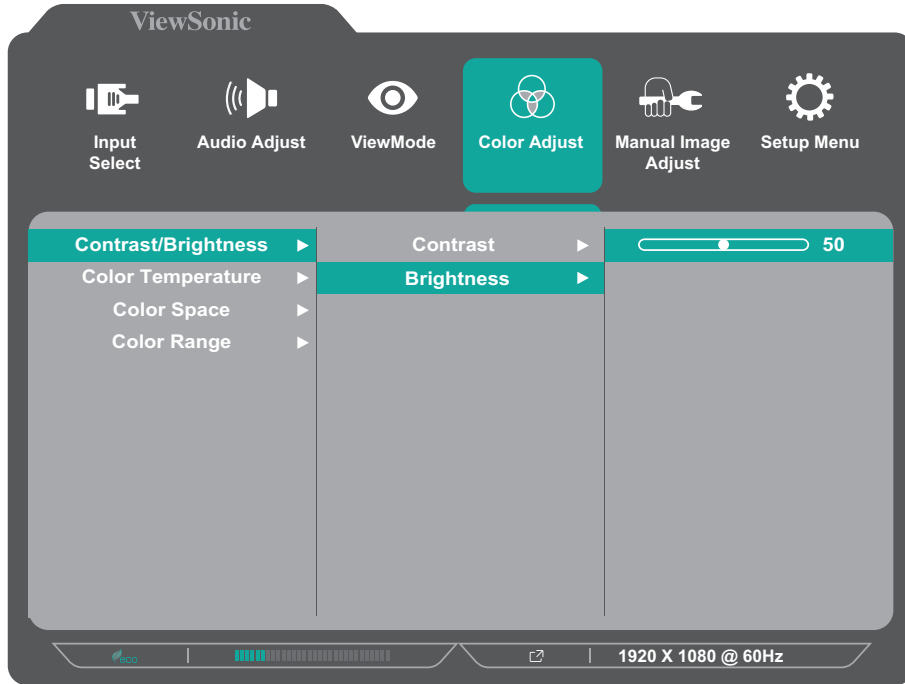 ViewSonic
Input
Select
Audio Adjust
ViewMode
Color Adjust
Manual Image
Adjust
Setup Menu
Contrast/Brightness
Contrast
50
Color Temperature
Brightness
Color Space
Color Range
eco
1920 X 1080 @ 60Hz